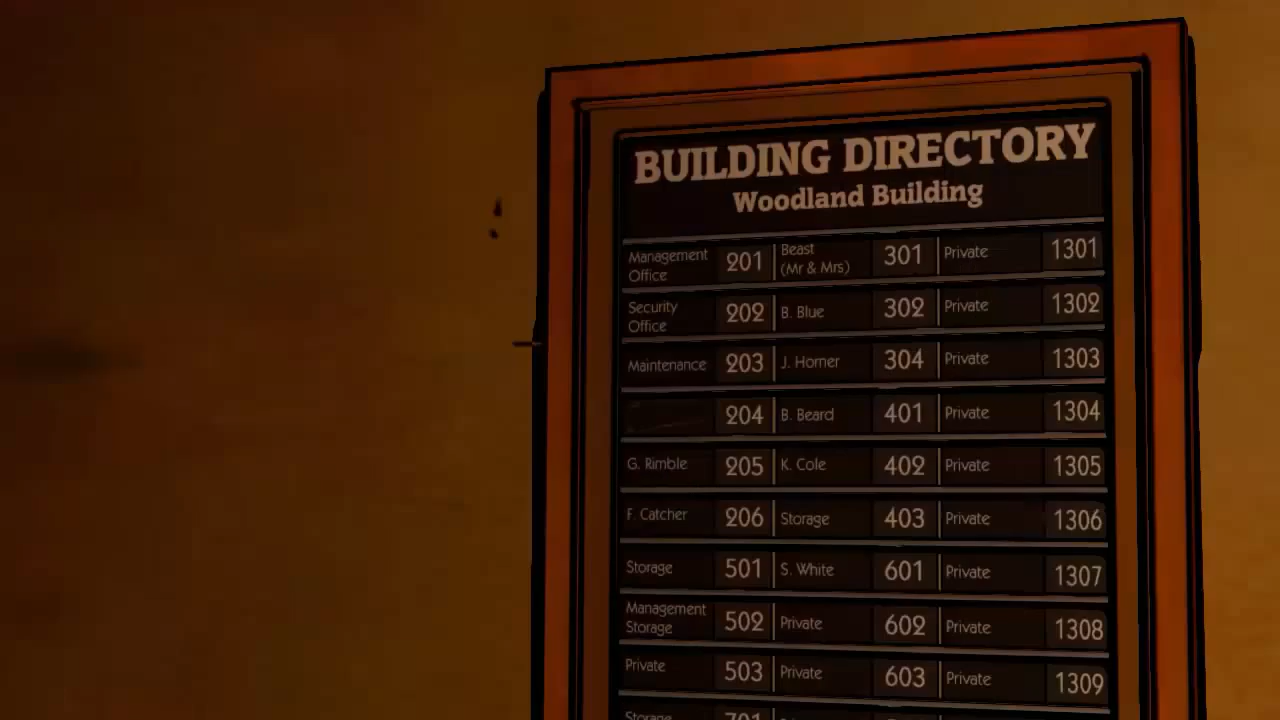 BUILDING DIRECTORY
Woodland Building
Management Office 201 Beast (Mr & Mrs) 301 Private 1301
Security Office 202 B. Blue 302 Private 1302
Maintenance 203 J. Horner 304 Private 1303
204 B. Beard 401 Private 1304
G. Rimble 205 K. Cole 402 Private 1305
F. Catcher 206 Storage 403 Private 1306
Storage 501 S. White 601 Private 1307
Management Storage 502 Private 602 Private 1308
Private 503 Private 603 Private 1309
Storage 701